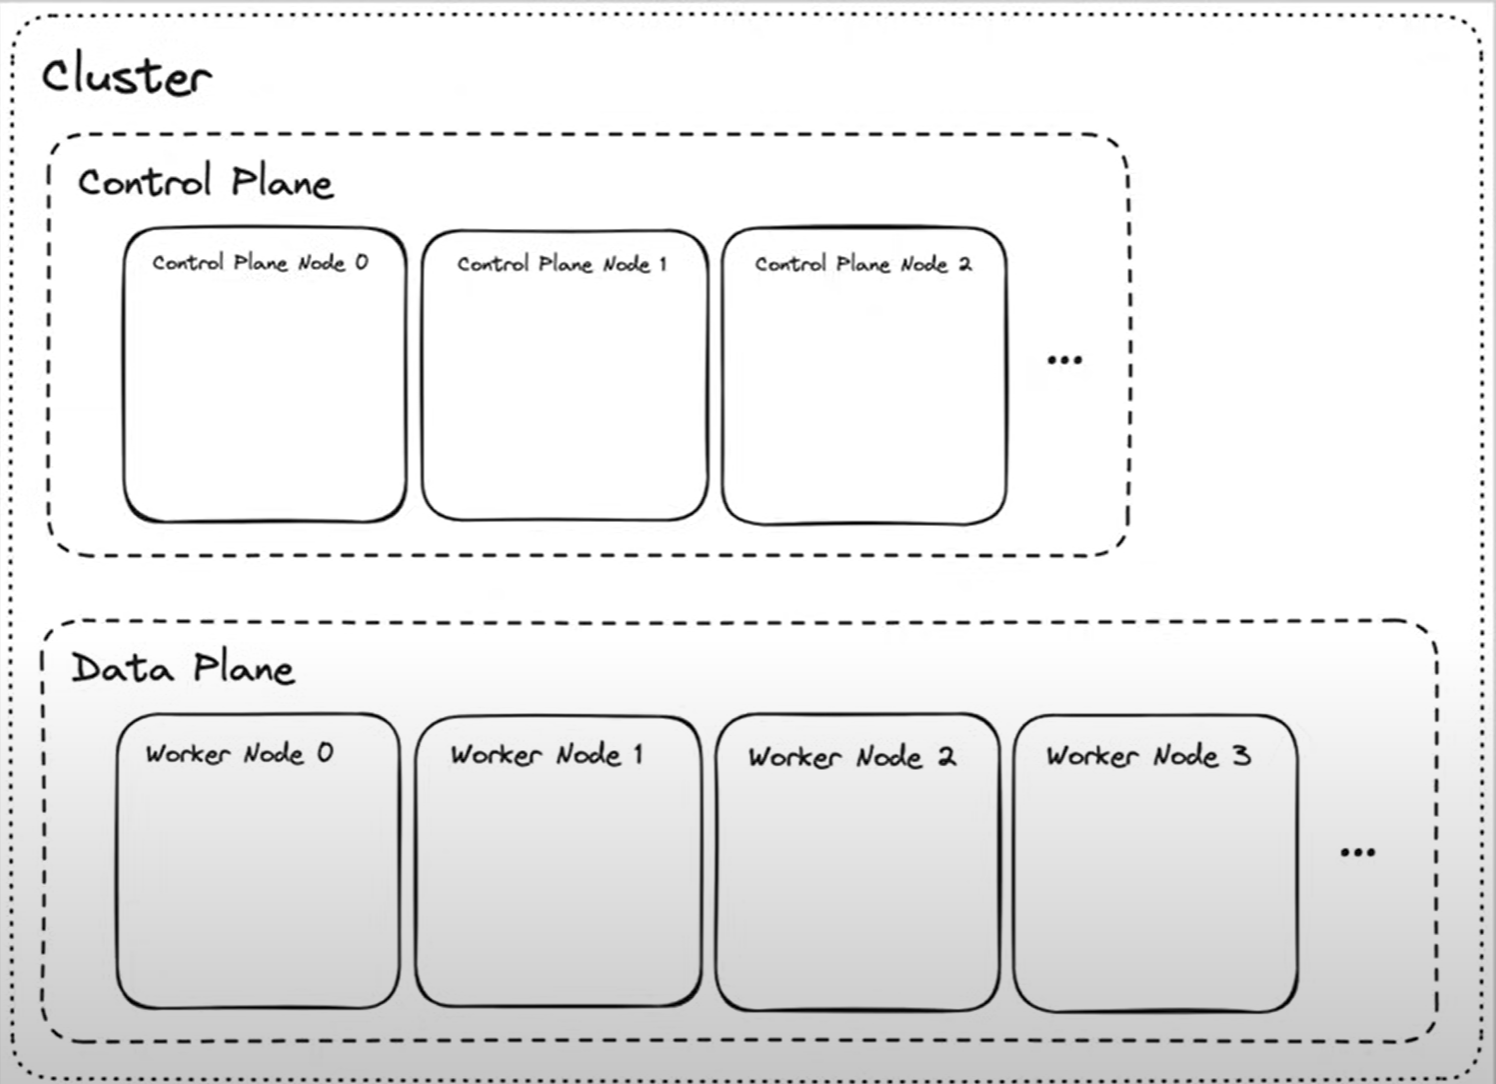 Cluster
Control Plane
Control Plane Node 0
Control Plane Node 1
Control Plane Node 2
...
Data Plane
Worker Node 0
Worker Node 1
Worker Node 2
Worker Node 3
...